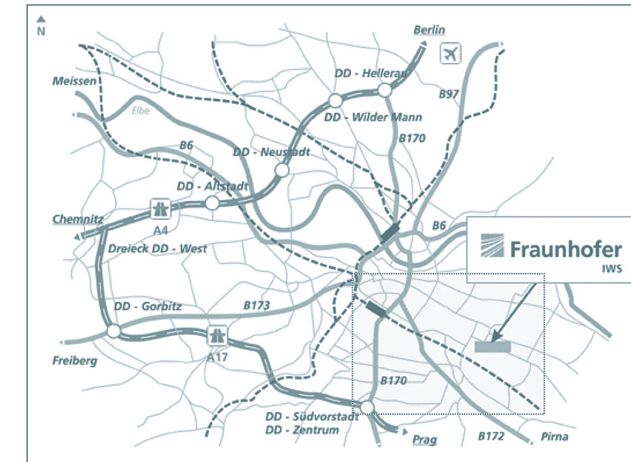 N
Berlin
DD - Hellerau
Meissen
B97
Elbe
DD - Wilder Mann
B170
B6
DD - Neustadt
DD - Altstadt
Chemnitz
A4
B6
Dreieck DD - West
Fraunhofer
IWS
DD - Gorbitz
B173
Freiberg
A17
B170
DD - Südvorstadt
DD - Zentrum
Prag
B172
Pirna